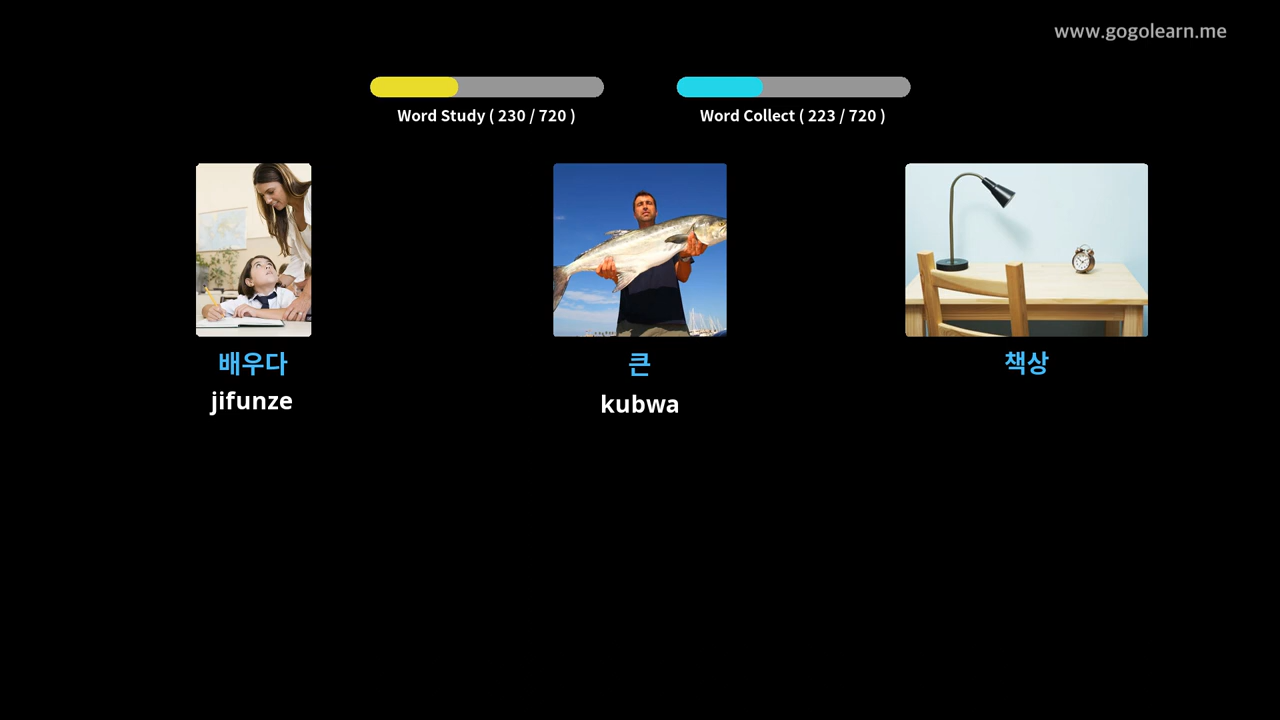 www.gogolearn.me
Word Study ( 230 / 720 )
Word Collect ( 223 / 720 )
배우다
큰
책상
jifunze
kubwa